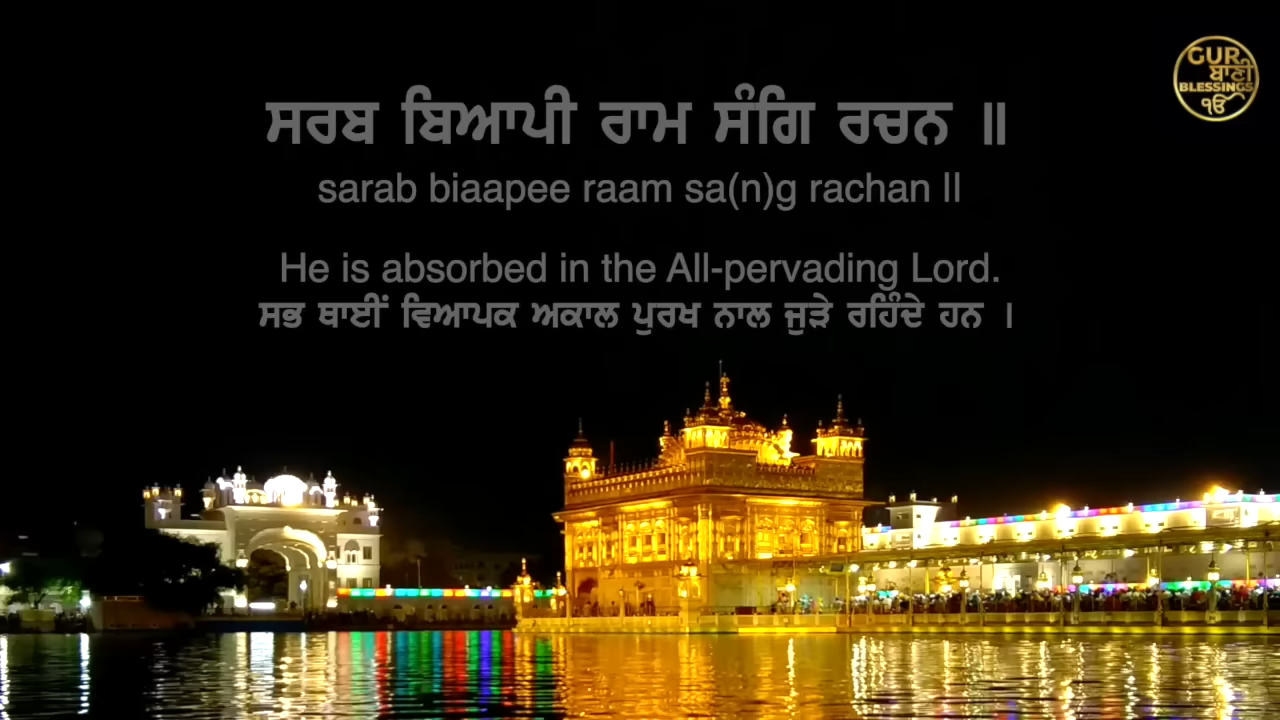 GUR
ਬਾਣੀ
BLESSINGS
ੴ
ਸਰਬ ਬਿਆਪੀ ਰਾਮ ਸੰਗਿ ਰਚਨ ॥
sarab biaapee raam sa(n)g rachan ll
He is absorbed in the All-pervading Lord.
ਸਭ ਥਾਈਂ ਵਿਆਪਕ ਅਕਾਲ ਪੁਰਖ ਨਾਲ ਜੁੜੇ ਰਹਿੰਦੇ ਹਨ ।